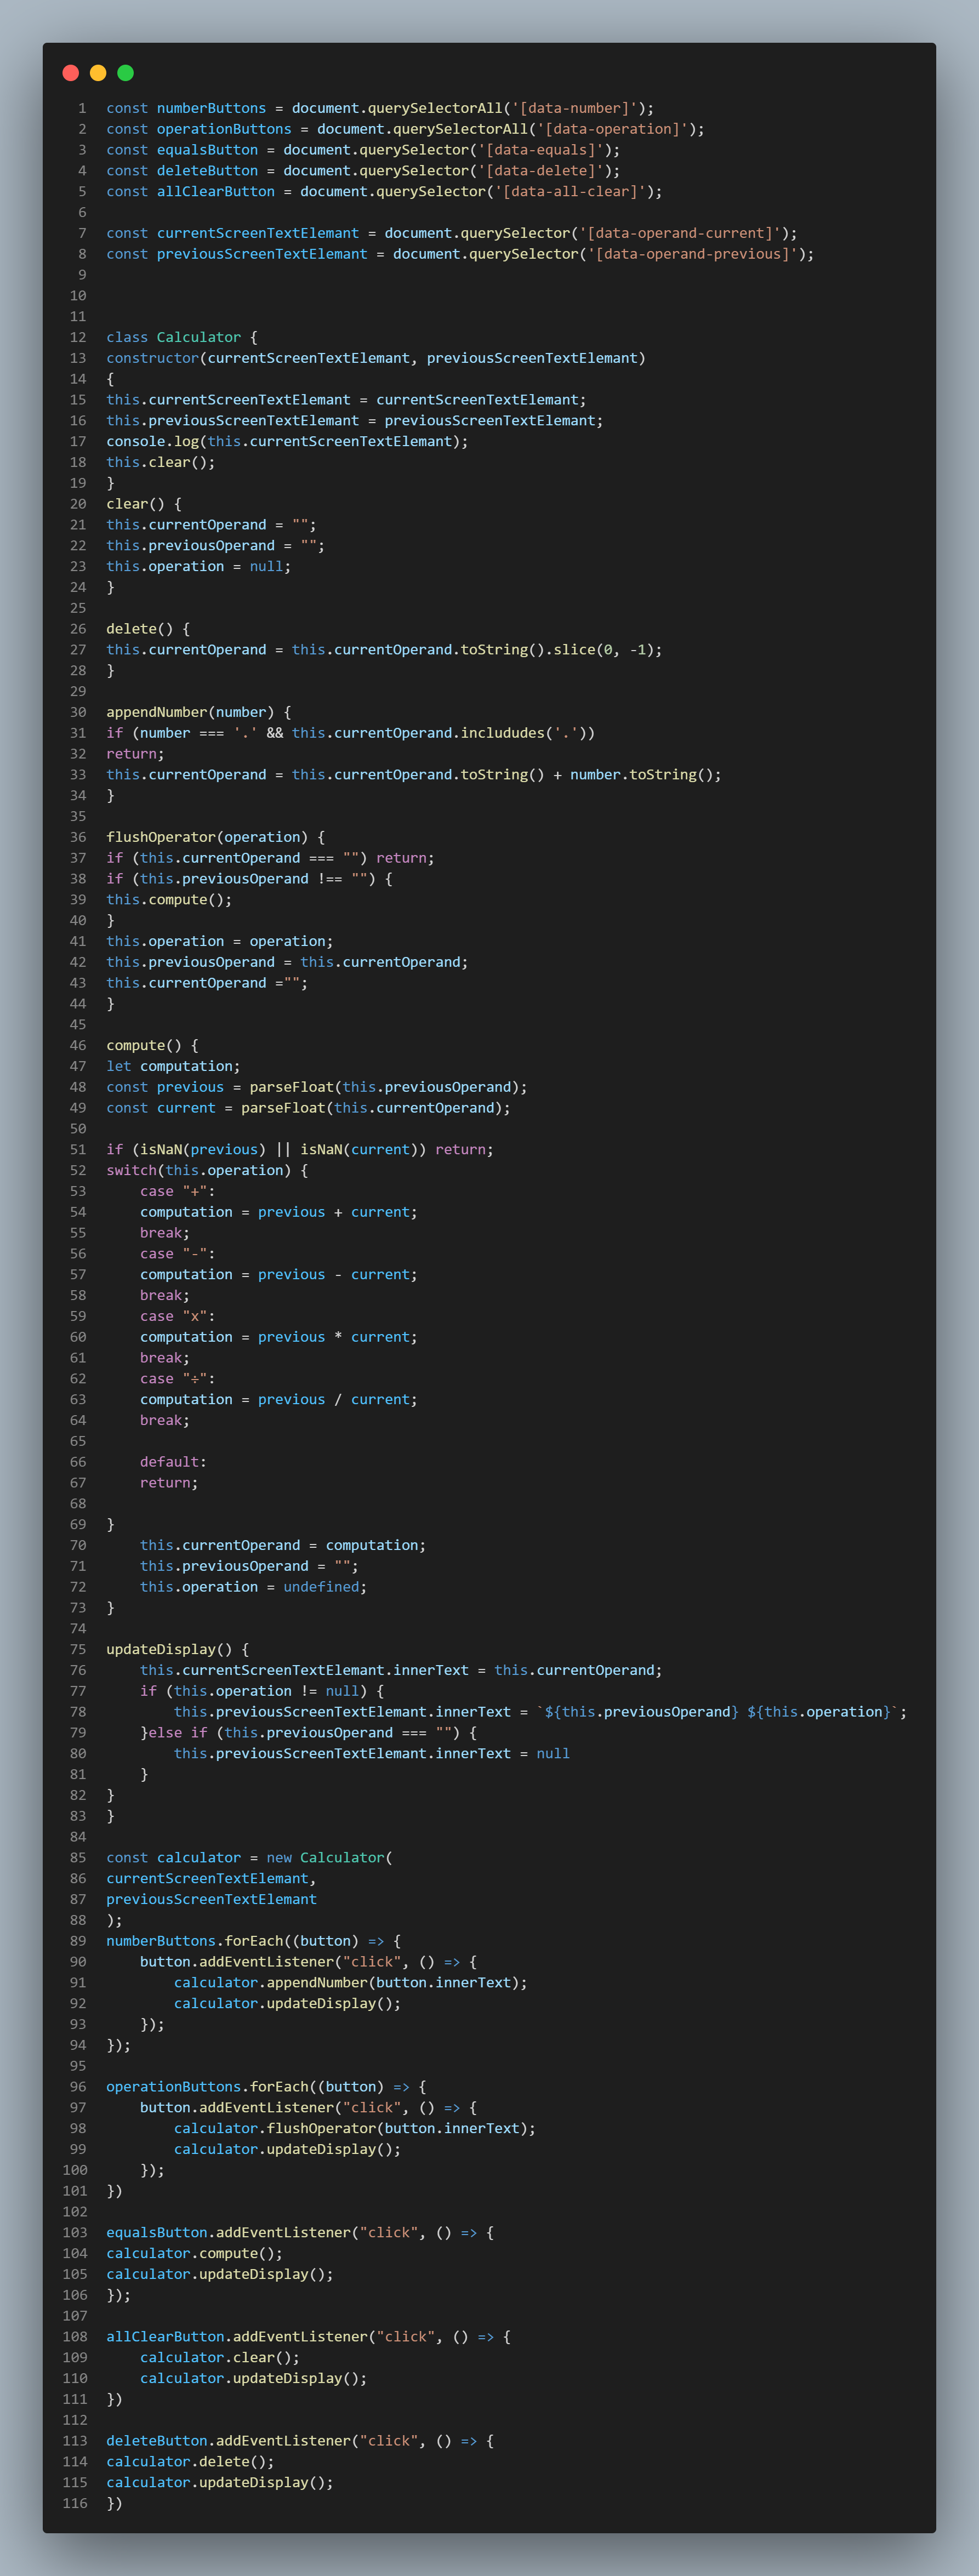 1 const numberButtons = document.querySelectorAll('[data-number]');
2 const operationButtons = document.querySelectorAll('[data-operation]');
3 const equalsButton = document.querySelector('[data-equals]');
4 const deleteButton = document.querySelector('[data-delete]');
5 const allClearButton = document.querySelector('[data-all-clear]');
6
7 const currentScreenTextElemant = document.querySelector('[data-operand-current]');
8 const previousScreenTextElemant = document.querySelector('[data-operand-previous]');
9
10
11
12 class Calculator {
13 constructor(currentScreenTextElemant, previousScreenTextElemant)
14 {
15 this.currentScreenTextElemant = currentScreenTextElemant;
16 this.previousScreenTextElemant = previousScreenTextElemant;
17 console.log(this.currentScreenTextElemant);
18 this.clear();
19 }
20 clear() {
21 this.currentOperand = "";
22 this.previousOperand = "";
23 this.operation = null;
24 }
25
26 delete() {
27 this.currentOperand = this.currentOperand.toString().slice(0, -1);
28 }
29
30 appendNumber(number) {
31 if (number === '.' && this.currentOperand.includudes('.'))
32 return;
33 this.currentOperand = this.currentOperand.toString() + number.toString();
34 }
35
36 flushOperator(operation) {
37 if (this.currentOperand === "") return;
38 if (this.previousOperand !== "") {
39 this.compute();
40 }
41 this.operation = operation;
42 this.previousOperand = this.currentOperand;
43 this.currentOperand ="";
44 }
45
46 compute() {
47 let computation;
48 const previous = parseFloat(this.previousOperand);
49 const current = parseFloat(this.currentOperand);
50
51 if (isNaN(previous) || isNaN(current)) return;
52 switch(this.operation) {
53     case "+":
54     computation = previous + current;
55     break;
56     case "-":
57     computation = previous - current;
58     break;
59     case "x":
60     computation = previous * current;
61     break;
62     case "÷":
63     computation = previous / current;
64     break;
65
66     default:
67     return;
68
69 }
70     this.currentOperand = computation;
71     this.previousOperand = "";
72     this.operation = undefined;
73 }
74
75 updateDisplay() {
76     this.currentScreenTextElemant.innerText = this.currentOperand;
77     if (this.operation != null) {
78         this.previousScreenTextElemant.innerText = `${this.previousOperand} ${this.operation}`;
79     }else if (this.previousOperand === "") {
80         this.previousScreenTextElemant.innerText = null
81     }
82 }
83 }
84
85 const calculator = new Calculator(
86 currentScreenTextElemant,
87 previousScreenTextElemant
88 );
89 numberButtons.forEach((button) => {
90     button.addEventListener("click", () => {
91         calculator.appendNumber(button.innerText);
92         calculator.updateDisplay();
93     });
94 });
95
96 operationButtons.forEach((button) => {
97     button.addEventListener("click", () => {
98         calculator.flushOperator(button.innerText);
99         calculator.updateDisplay();
100     });
101 })
102
103 equalsButton.addEventListener("click", () => {
104 calculator.compute();
105 calculator.updateDisplay();
106 });
107
108 allClearButton.addEventListener("click", () => {
109     calculator.clear();
110     calculator.updateDisplay();
111 })
112
113 deleteButton.addEventListener("click", () => {
114 calculator.delete();
115 calculator.updateDisplay();
116 })